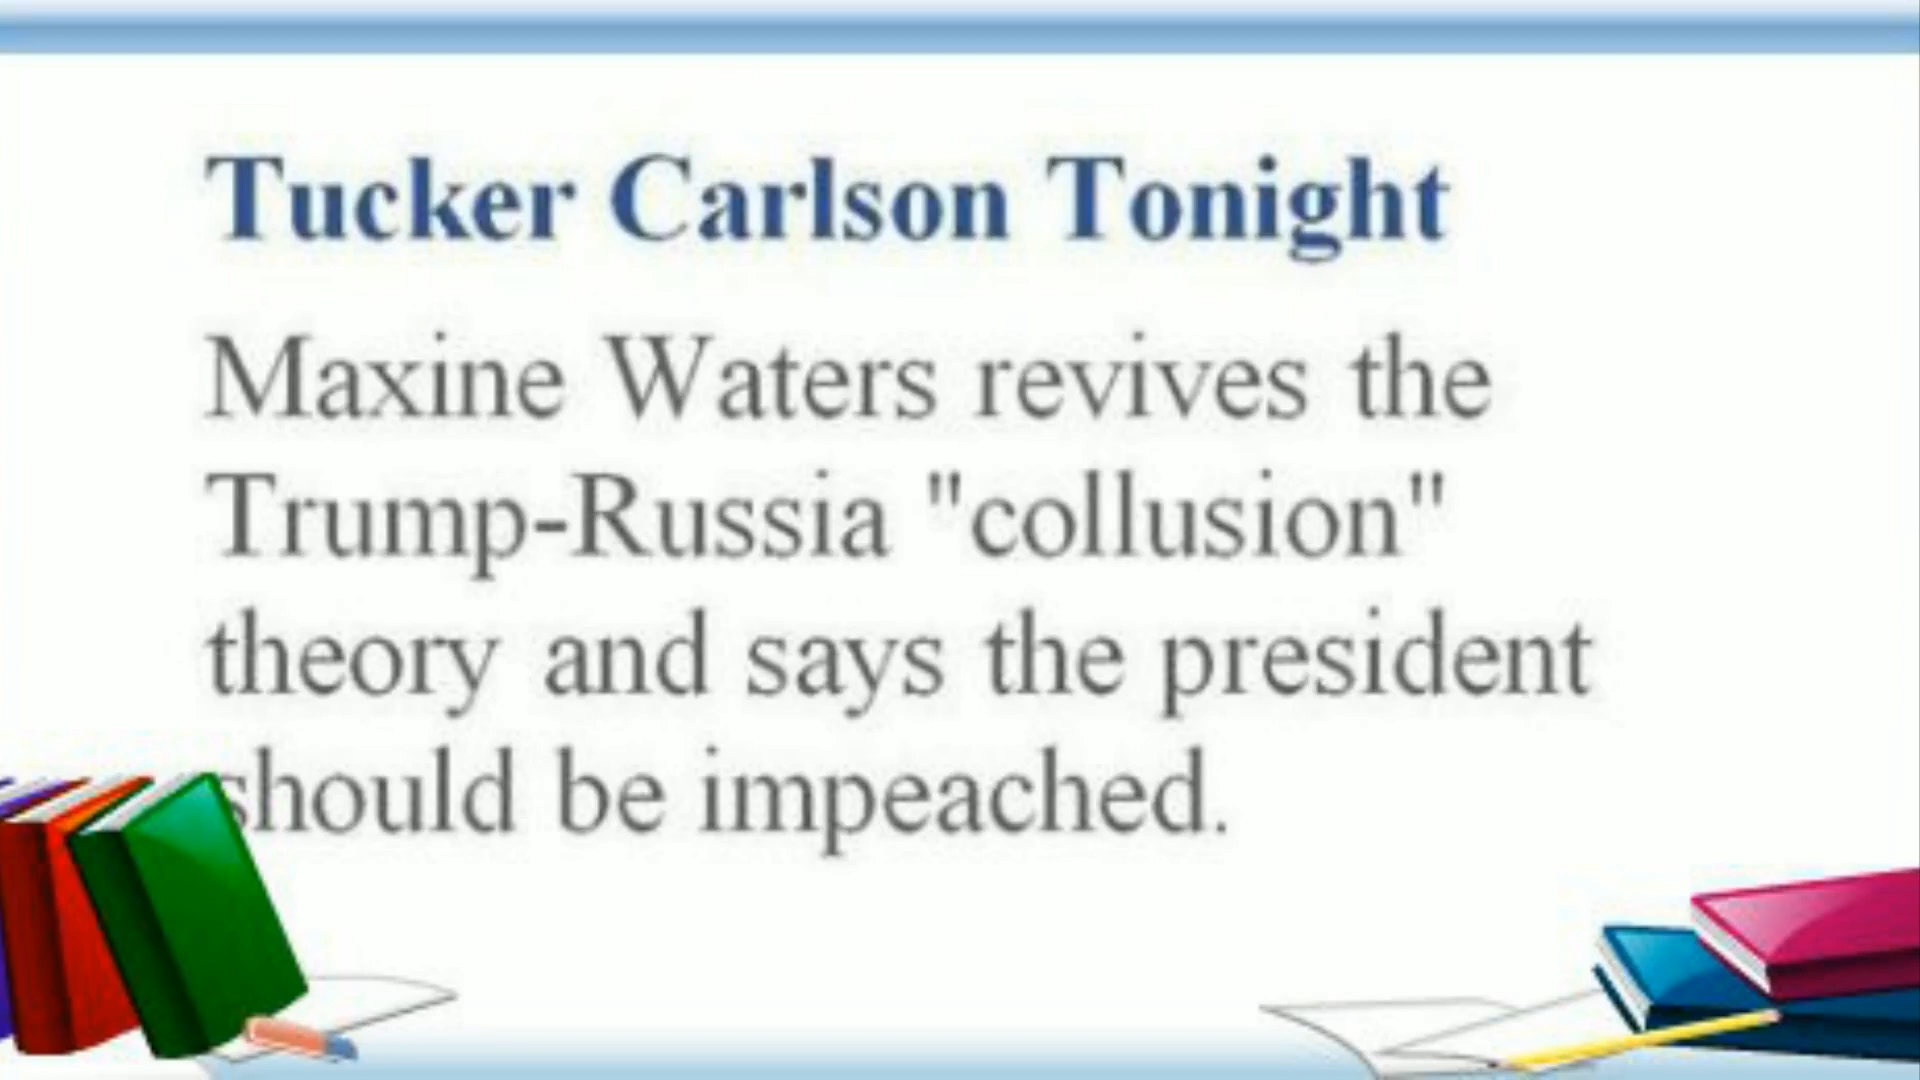 Tucker Carlson Tonight
Maxine Waters revives the
Trump-Russia "collusion"
theory and says the president
should be impeached.